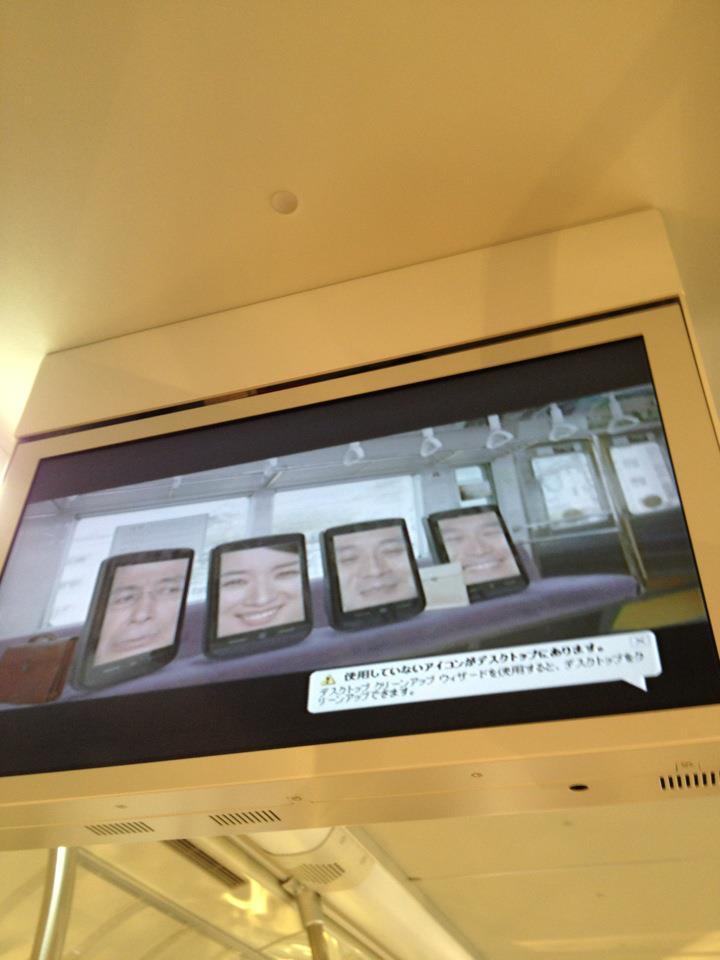 使用していないアイコンがデスクトップにあります。
デスクトップ クリーンアップ ウィザードを使用すると、デスクトップをク
リーンアップできます。